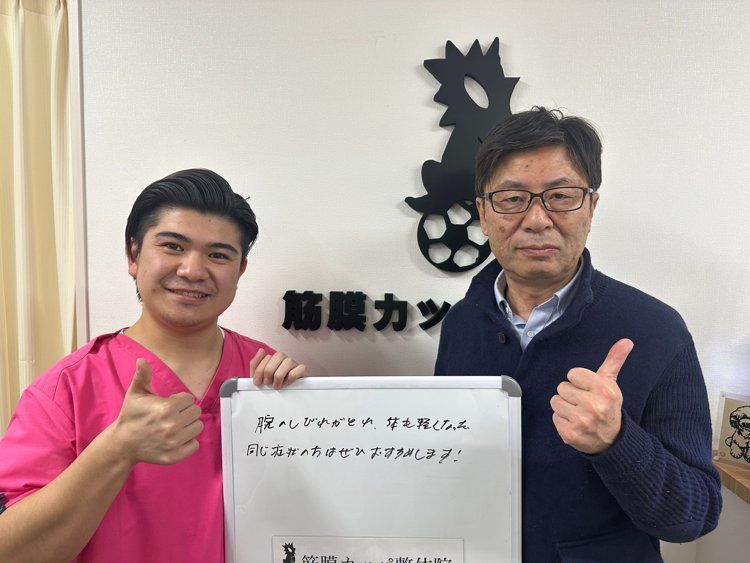 筋膜カッ
腕のしびれがとれ、体も軽くなった
同じ症状の方はぜひおすすめします!
筋膜カッパ整体院